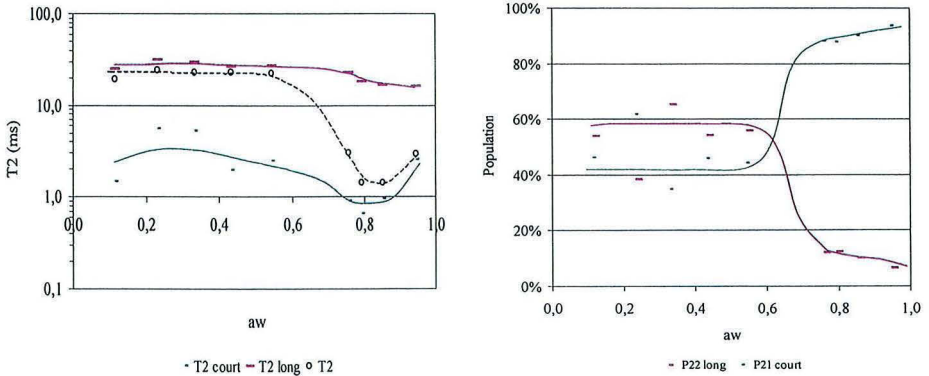 100,0
10,0
1,0
0,1
T2 (ms)
0,0 0,2 0,4 0,6 0,8 1,0
aw
T2 court T2 long T2
100%
80%
60%
40%
20%
0%
Population
0,0 0,2 0,4 0,6 0,8 1,0
aw
P22 long P21 court